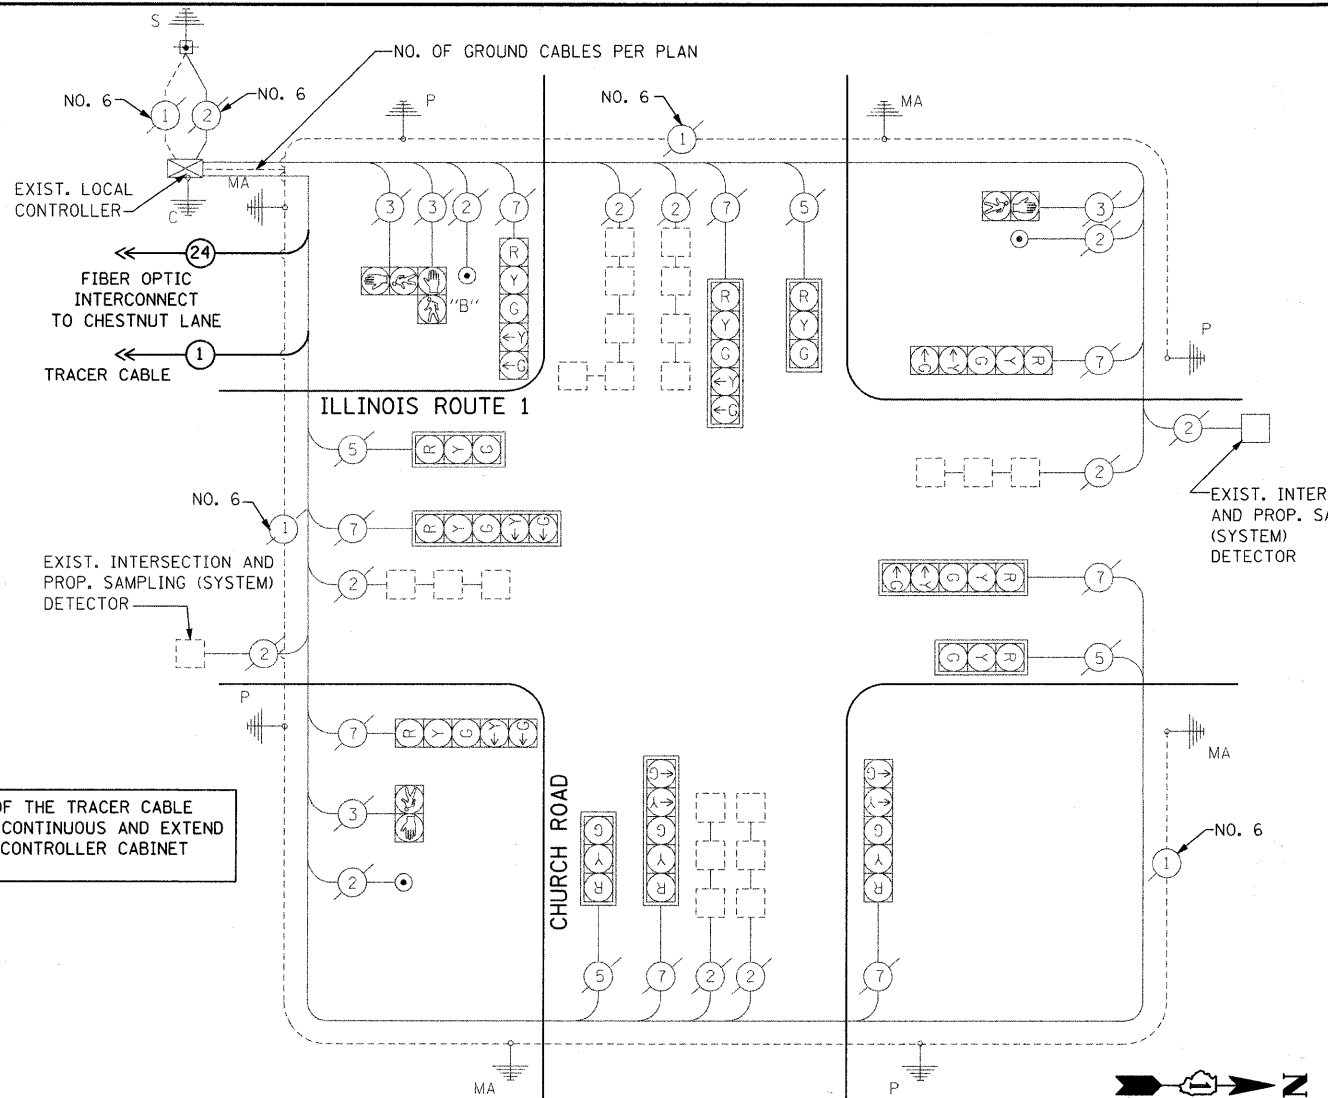 S
NO. OF GROUND CABLES PER PLAN
NO. 6
1
2
NO. 6
P
NO. 6
1
MA
EXIST. LOCAL
CONTROLLER
MA
C
3
3
2
7
2
2
7
5
3
2
24
FIBER OPTIC
INTERCONNECT
TO CHESTNUT LANE
"B"
R
Y
G
←Y
←G
R
Y
G
←Y
←G
R
Y
G
P
1
TRACER CABLE
←G
←Y
G
Y
R
7
ILLINOIS ROUTE 1
5
R
Y
G
2
2
NO. 6
1
7
R
Y
G
←Y
←G
EXIST. INTER
AND PROP. SA
(SYSTEM)
DETECTOR
EXIST. INTERSECTION AND
PROP. SAMPLING (SYSTEM)
DETECTOR
2
←G
←Y
G
Y
R
7
2
G
Y
R
5
P
7
R
Y
G
←Y
←G
MA
OF THE TRACER CABLE
CONTINUOUS AND EXTEND
CONTROLLER CABINET
3
2
CHURCH ROAD
G
Y
R
←G
←Y
G
Y
R
←G
←Y
G
Y
R
NO. 6
1
5
7
2
2
7
MA
P
1
N